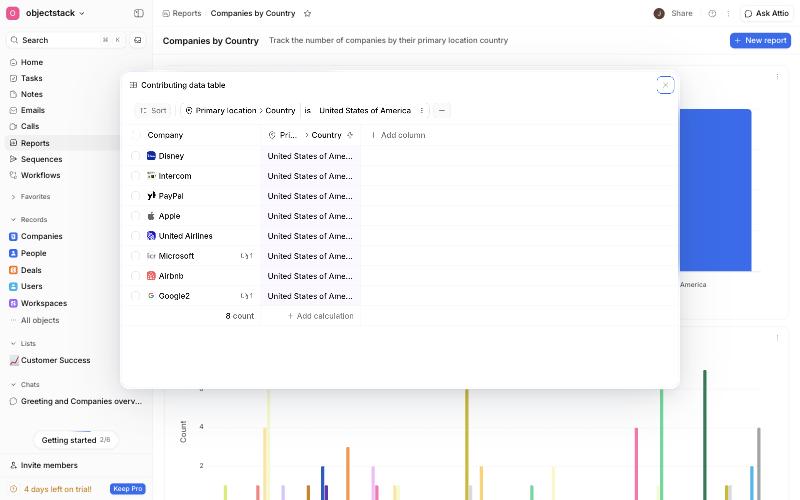 objectstack
Reports
Companies by Country
Share
Ask Attio
Search
⌘ K
Companies by Country
Track the number of companies by their primary location country
New report
Home
Tasks
Notes
Emails
Calls
Reports
Sequences
Workflows
Favorites
Records
Companies
People
Deals
Users
Workspaces
All objects
Lists
Customer Success
Chats
Greeting and Companies overv...
Getting started 2/6
Invite members
4 days left on trial!
Keep Pro
Contributing data table
Sort
Primary location > Country is United States of America
Company
Pri... > Country
Add column
Disney
United States of Ame...
Intercom
United States of Ame...
PayPal
United States of Ame...
Apple
United States of Ame...
United Airlines
United States of Ame...
Microsoft
1
United States of Ame...
Airbnb
United States of Ame...
Google2
1
United States of Ame...
8 count
Add calculation
America
Count
4
2